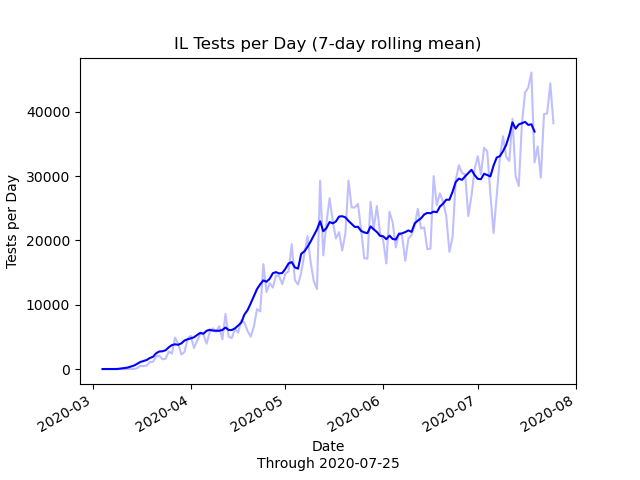 IL Tests per Day (7-day rolling mean)
40000
30000
20000
10000
0
Tests per Day
2020-03
2020-04
2020-05
2020-06
2020-07
2020-08
Date
Through 2020-07-25